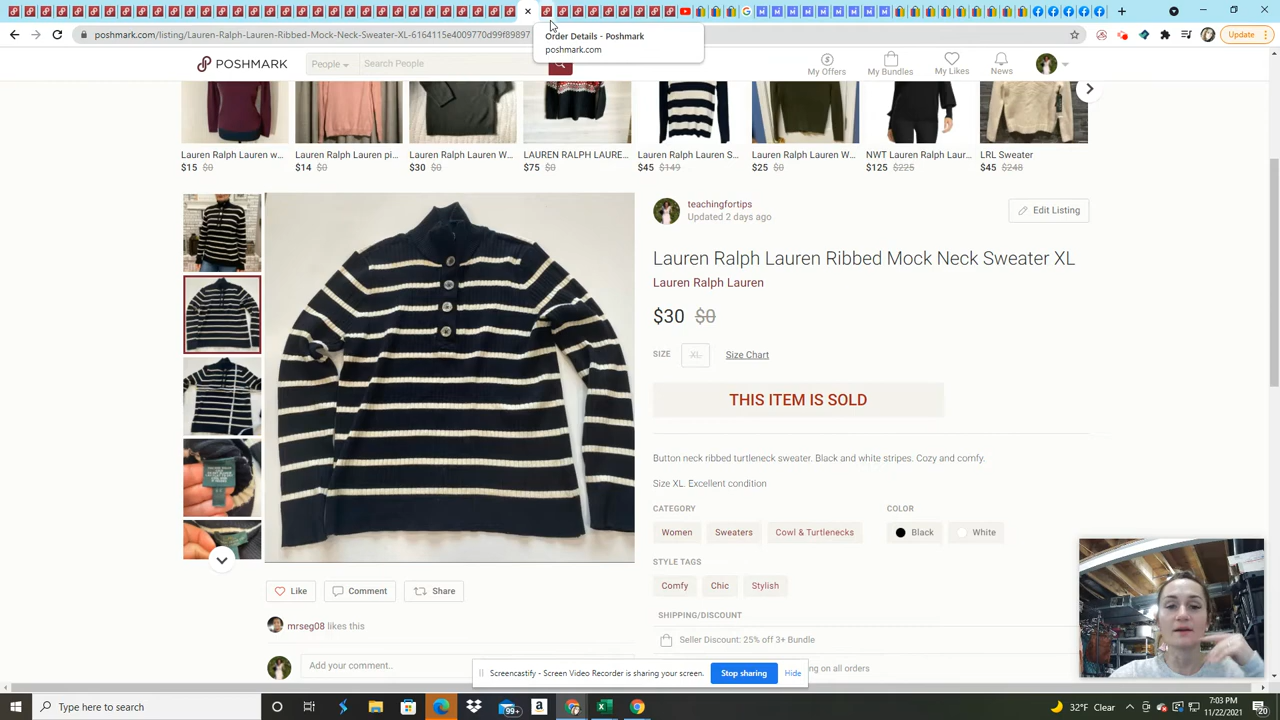 Update
poshmark.com/listing/Lauren-Ralph-Lauren-Ribbed-Mock-Neck-Sweater-XL-6164115e4009770d99f89897
Order Details - Poshmark
poshmark.com
POSHMARK
People
Search People
My Offers
My Bundles
My Likes
News
Lauren Ralph Lauren w...
$15 $0
Lauren Ralph Lauren pi...
$14 $0
Lauren Ralph Lauren W...
$30 $0
LAUREN RALPH LAURE...
$75 $0
Lauren Ralph Lauren S...
$45 $149
Lauren Ralph Lauren W...
$25 $0
NWT Lauren Ralph Laur...
$125 $225
LRL Sweater
$45 $248
teachingfortips
Updated 2 days ago
Edit Listing
Lauren Ralph Lauren Ribbed Mock Neck Sweater XL
Lauren Ralph Lauren
$30 $0
SIZE
XL
Size Chart
THIS ITEM IS SOLD
Button neck ribbed turtleneck sweater. Black and white stripes. Cozy and comfy.
Size XL. Excellent condition
CATEGORY
Women
Sweaters
Cowl & Turtlenecks
COLOR
Black
White
STYLE TAGS
Comfy
Chic
Stylish
SHIPPING/DISCOUNT
Seller Discount: 25% off 3+ Bundle
ng on all orders
Like
Comment
Share
mrseg08 likes this
Add your comment..
Screencastify - Screen Video Recorder is sharing your screen.
Stop sharing
Hide
Type here to search
99+
32°F Clear
7:03 PM
11/22/2021
20